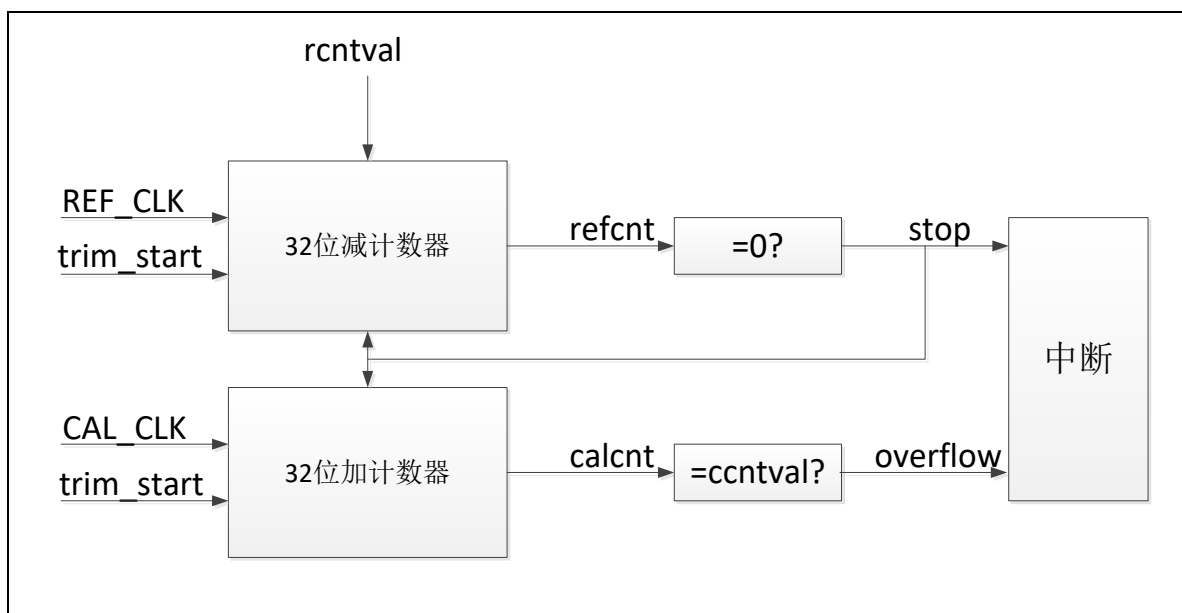 rcntval
REF_CLK
trim_start
32位减计数器
refcnt
=0?
stop
中断
CAL_CLK
trim_start
32位加计数器
calcnt
=ccntval?
overflow